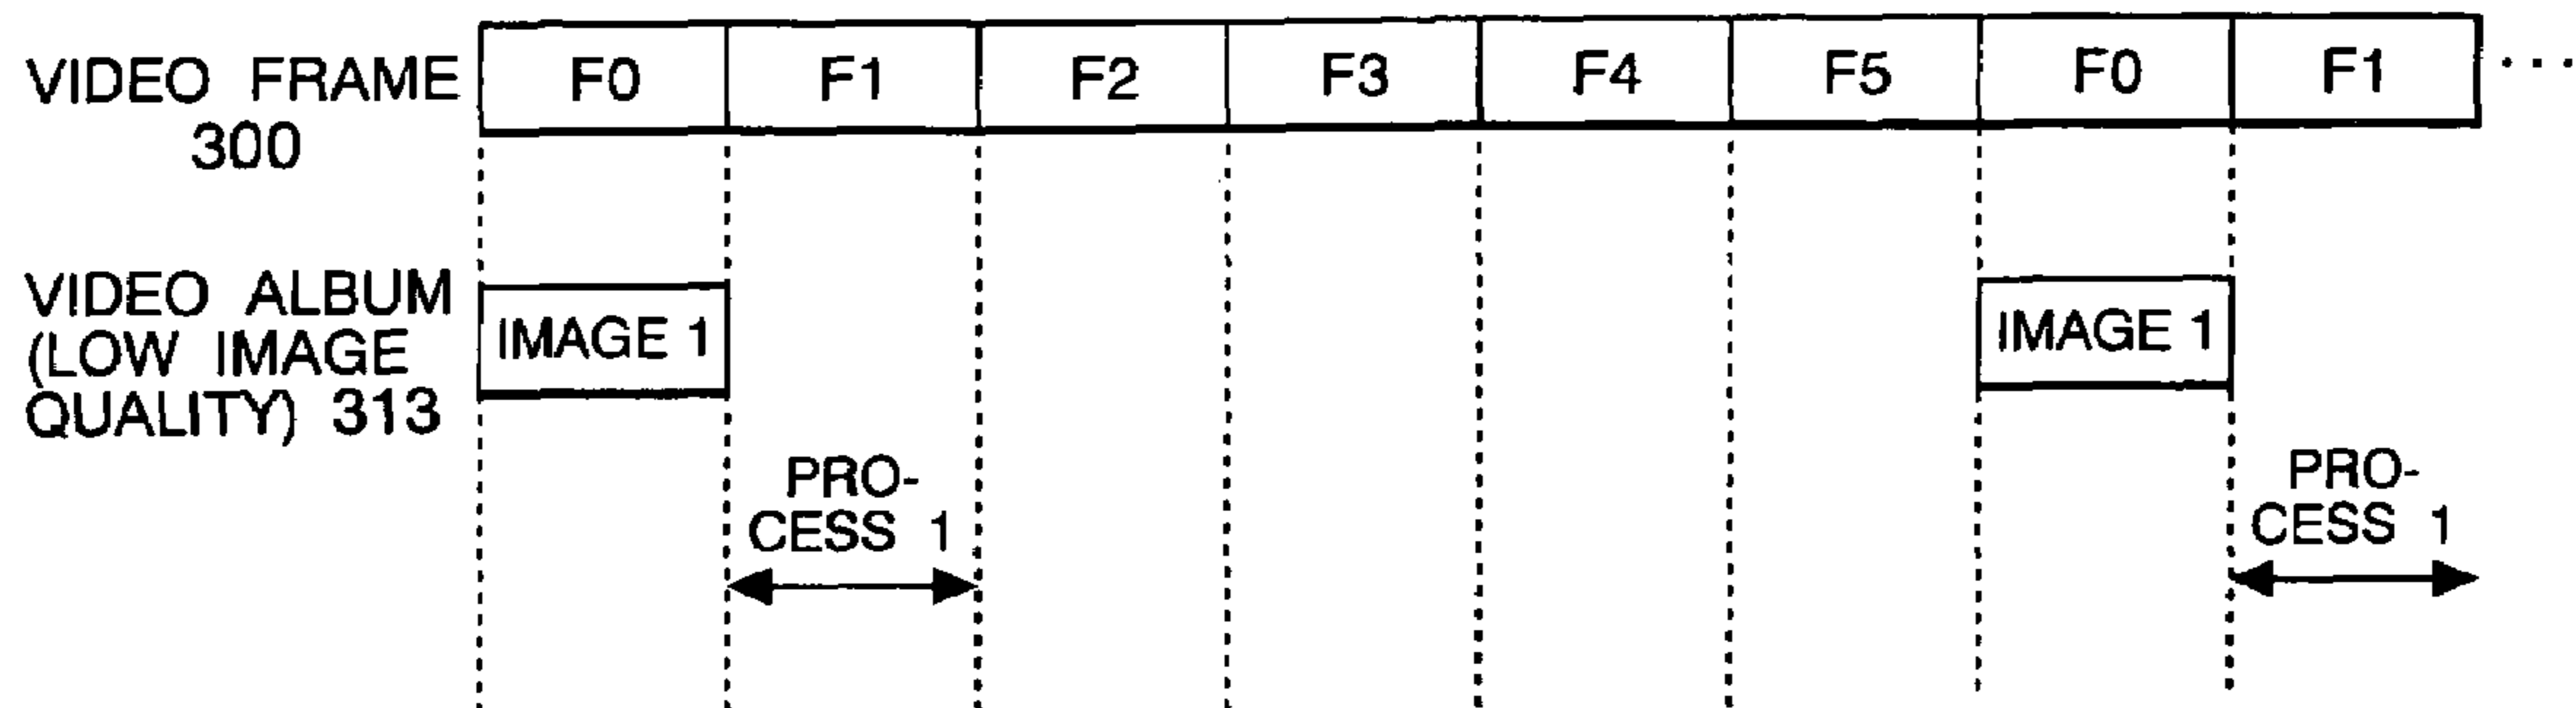 VIDEO FRAME
300
F0 F1 F2 F3 F4 F5 F0 F1 ...
VIDEO ALBUM
(LOW IMAGE
QUALITY) 313
IMAGE 1 IMAGE 1
PRO-
CESS 1
PRO-
CESS 1